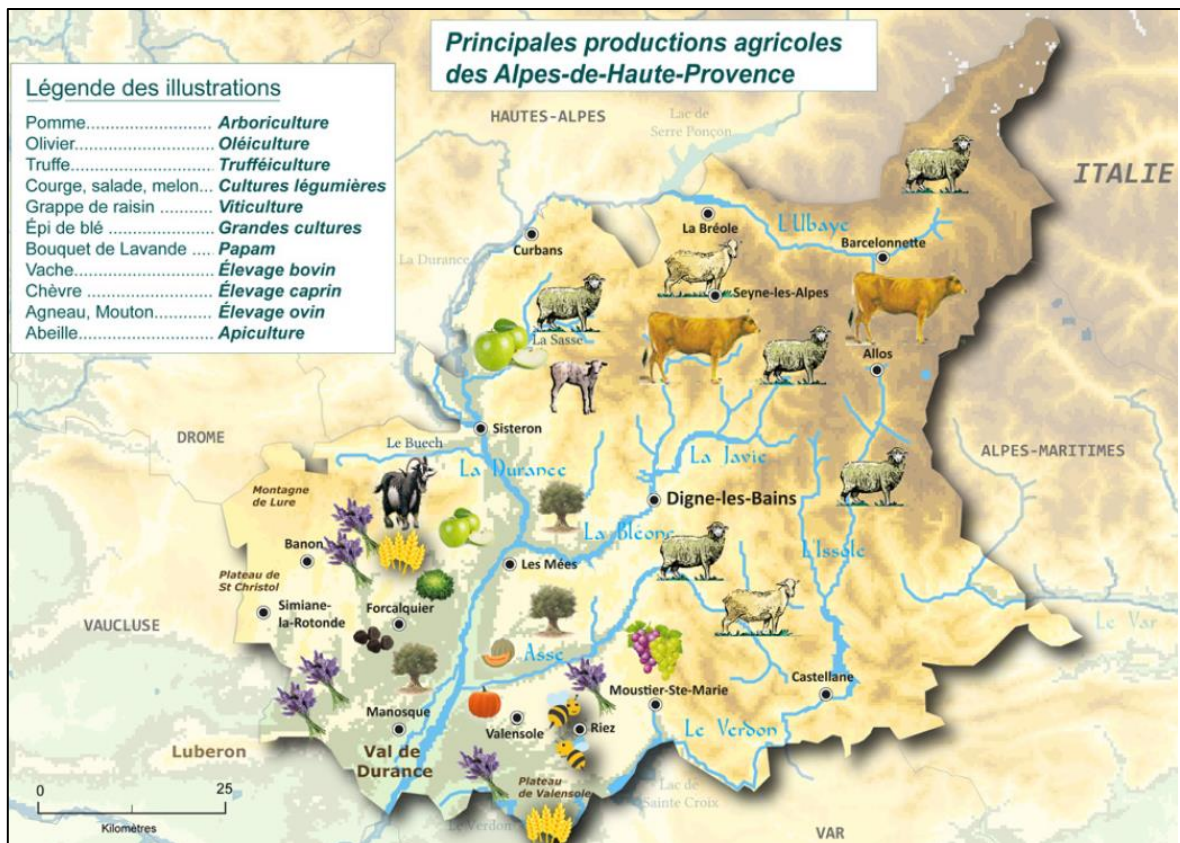 Principales productions agricoles
des Alpes-de-Haute-Provence
Légende des illustrations
Pomme.......................... Arboriculture
Olivier........................... Oléiculture
Truffe............................ Trufféiculture
Courge, salade, melon... Cultures légumières
Grappe de raisin .......... Viticulture
Épi de blé ..................... Grandes cultures
Bouquet de Lavande .... Papam
Vache............................ Élevage bovin
Chèvre .......................... Élevage caprin
Agneau, Mouton............ Élevage ovin
Abeille........................... Apiculture
HAUTES-ALPES
Lac de
Serre Ponçon
ITALIE
La Bréole
L'Ubaye
Curbans
Barcelonnette
La Durance
Seyne-les-Alpes
La Sasse
Allos
Sisteron
DROME
Le Buech
ALPES-MARITIMES
La Durance
La Javie
Montagne
de Lure
Digne-les-Bains
La Bléone
L'Issole
Banon
Les Mées
Plateau de
St Christol
Simiane-
la-Rotonde
Forcalquier
VAUCLUSE
Le Var
Asse
Moustier-Ste-Marie
Castellane
Manosque
Valensole
Riez
Le Verdon
Luberon
Val de
Durance
Plateau
de Valensole
Lac de
Sainte Croix
0
25
Kilomètres
Le Verdon
VAR